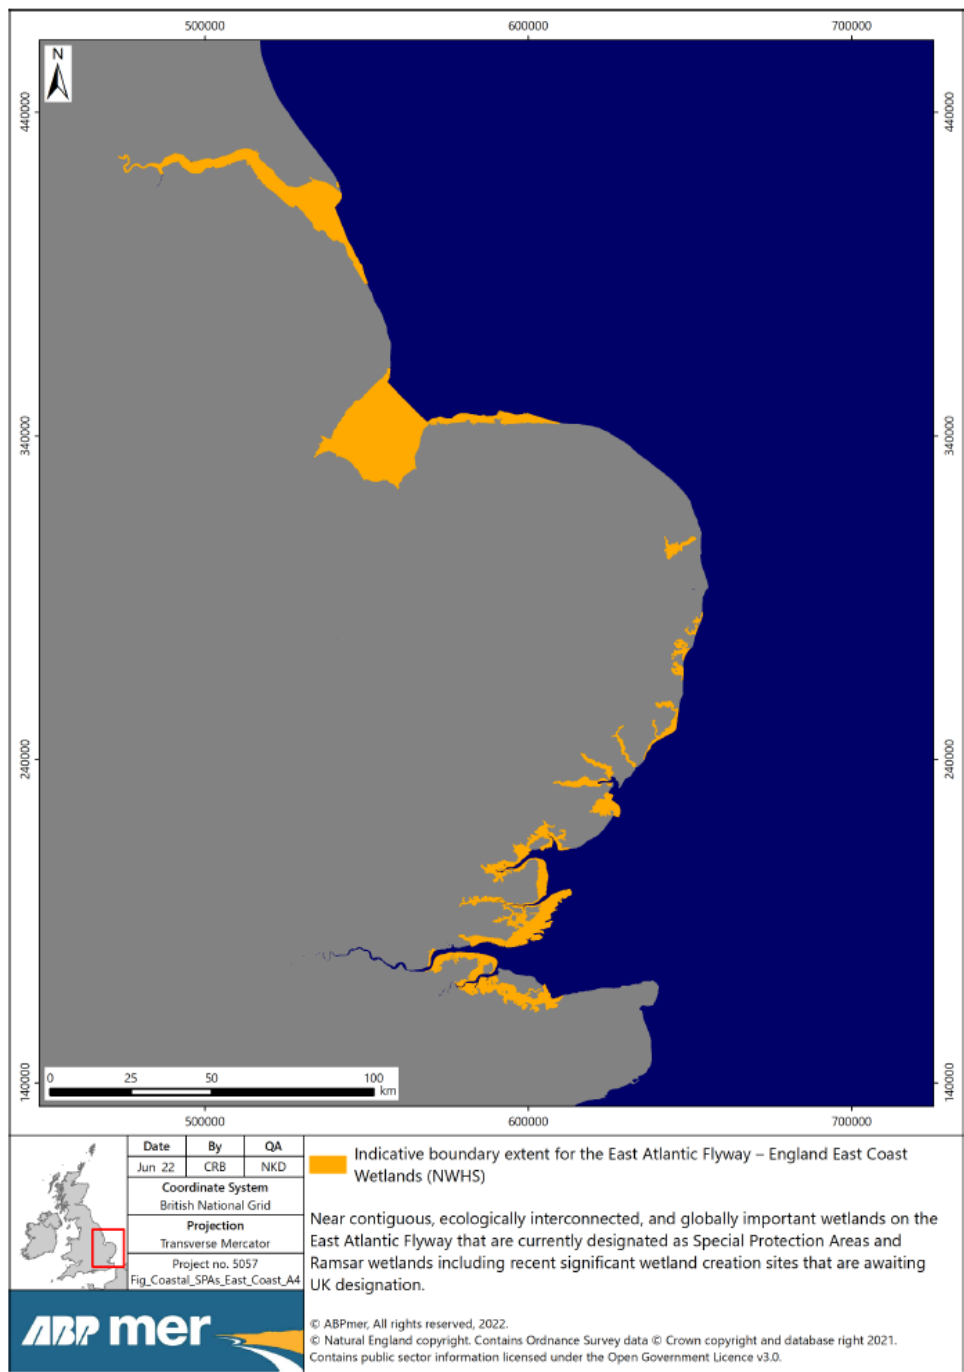 500000 600000 700000
N
440000 440000
340000 340000
240000 240000
140000 140000
0 25 50 100
km
500000 600000 700000
Date By QA
Jun 22 CRB NKD
Coordinate System
British National Grid
Projection
Transverse Mercator
Project no. 5057
Fig_Coastal_SPAs_East_Coast_A4
ABP mer
Indicative boundary extent for the East Atlantic Flyway – England East Coast
Wetlands (NWHS)
Near contiguous, ecologically interconnected, and globally important wetlands on the
East Atlantic Flyway that are currently designated as Special Protection Areas and
Ramsar wetlands including recent significant wetland creation sites that are awaiting
UK designation.
© ABPmer, All rights reserved, 2022.
© Natural England copyright. Contains Ordnance Survey data © Crown copyright and database right 2021.
Contains public sector information licensed under the Open Government Licence v3.0.